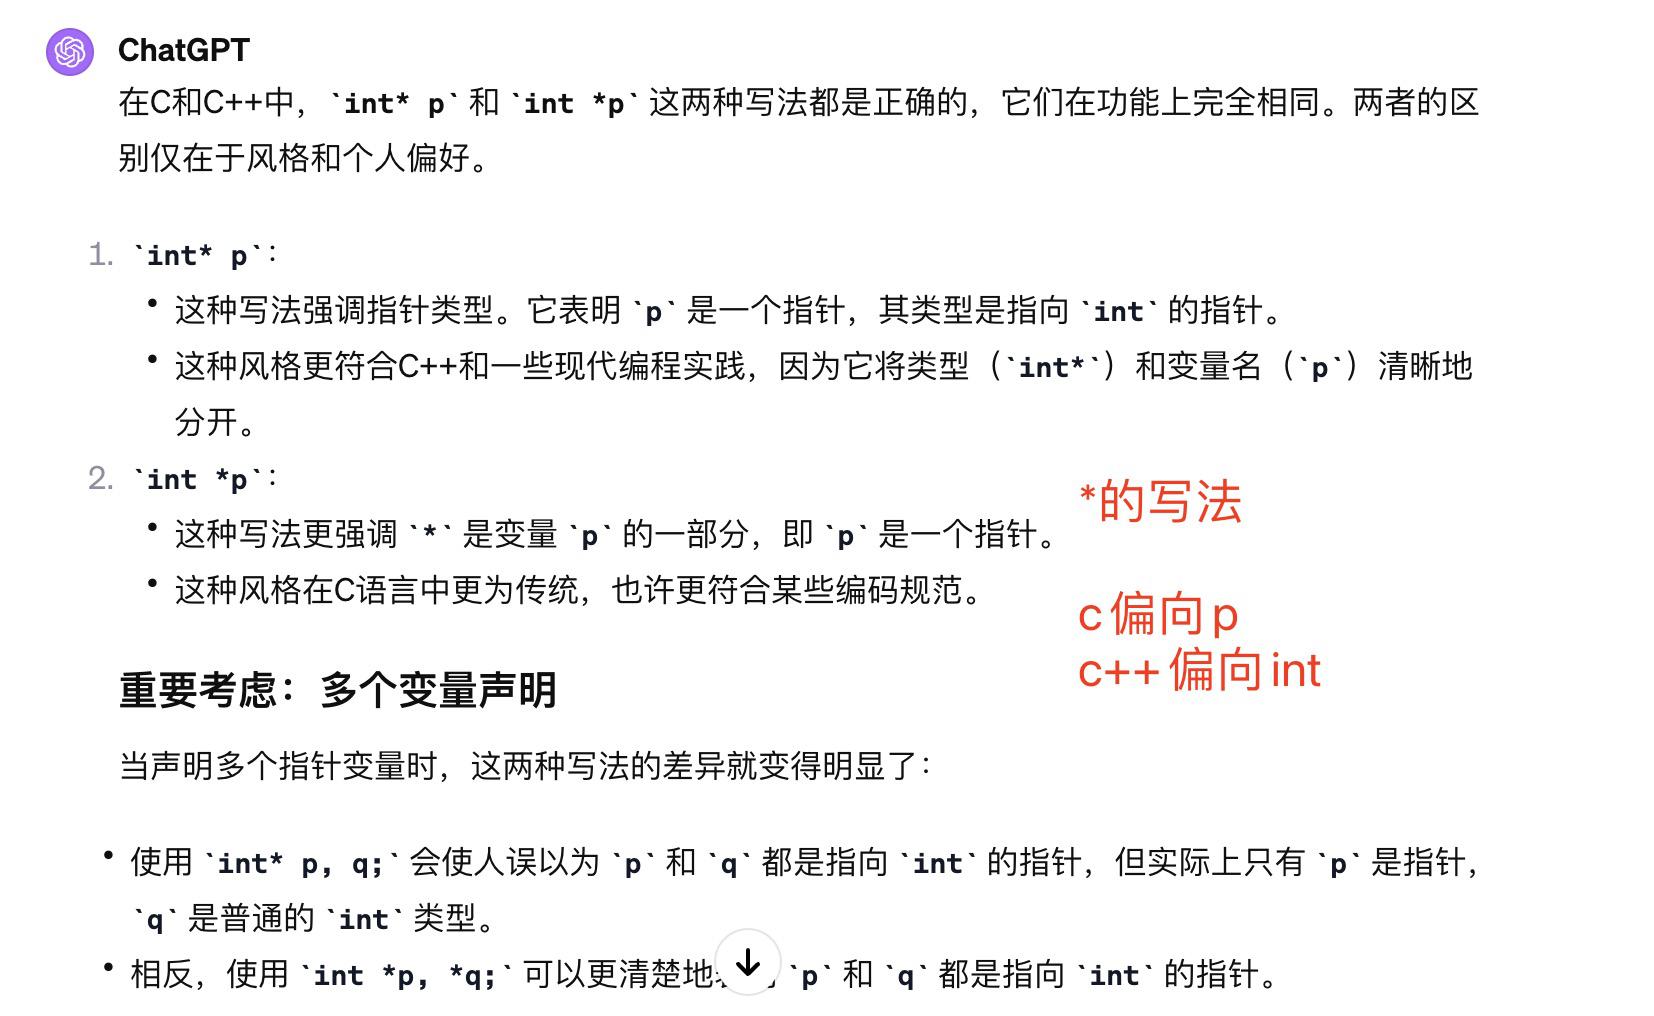 ChatGPT
在C和C++中，`int* p` 和 `int *p` 这两种写法都是正确的，它们在功能上完全相同。两者的区
别仅在于风格和个人偏好。
1. `int* p`：
• 这种写法强调指针类型。它表明 `p` 是一个指针，其类型是指向 `int` 的指针。
• 这种风格更符合C++和一些现代编程实践，因为它将类型（`int*`）和变量名（`p`）清晰地
分开。
2. `int *p`：
*的写法
• 这种写法更强调 `*` 是变量 `p` 的一部分，即 `p` 是一个指针。
• 这种风格在C语言中更为传统，也许更符合某些编码规范。
c 偏向 p
c++ 偏向 int
重要考虑：多个变量声明
当声明多个指针变量时，这两种写法的差异就变得明显了：
• 使用 `int* p, q;` 会使人误以为 `p` 和 `q` 都是指向 `int` 的指针，但实际上只有 `p` 是指针，
`q` 是普通的 `int` 类型。
• 相反，使用 `int *p, *q;` 可以更清楚地 `p` 和 `q` 都是指向 `int` 的指针。